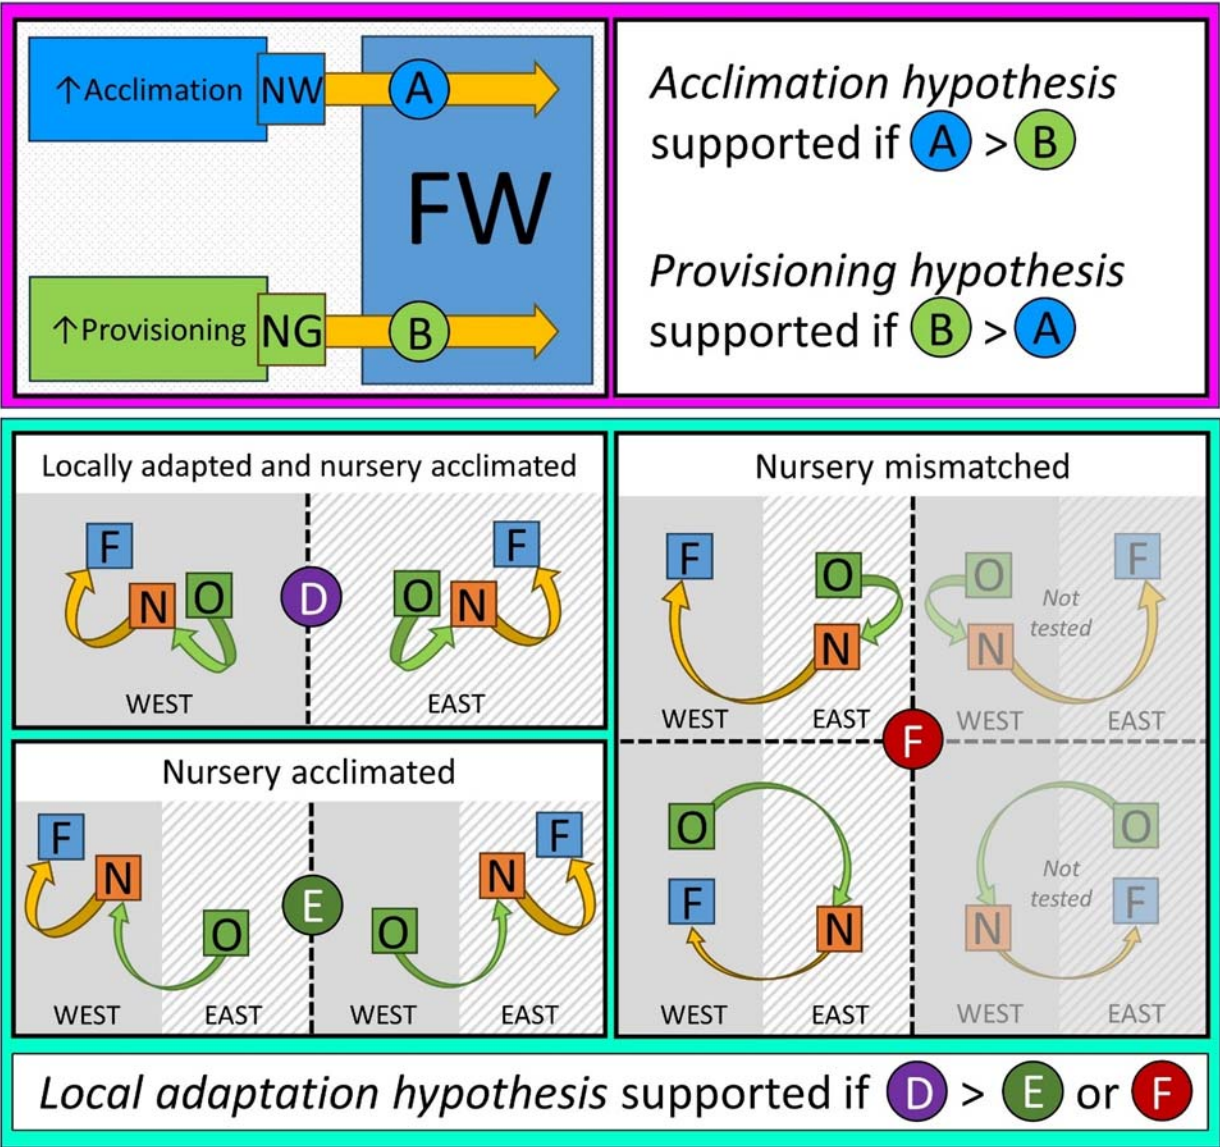 ↑Acclimation NW A
FW
↑Provisioning NG B
Acclimation hypothesis
supported if A > B
Provisioning hypothesis
supported if B > A
Locally adapted and nursery acclimated
F N O D O N F
WEST EAST
Nursery acclimated
F N O E O N F
WEST EAST WEST EAST
Nursery mismatched
F O N O N F
Not
tested
WEST EAST WEST EAST
F
O F N N O F
Not
tested
WEST EAST WEST EAST
Local adaptation hypothesis supported if D > E or F